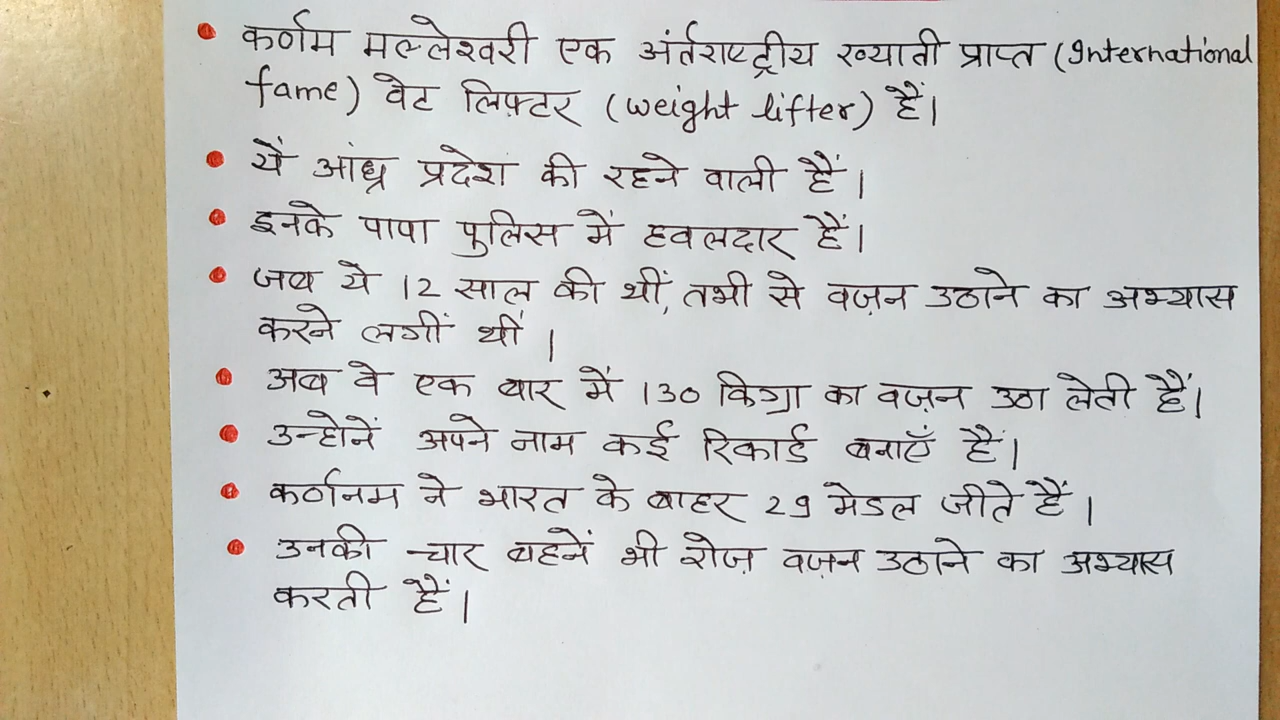 • कर्णम मल्लेश्वरी एक अंर्तराष्ट्रीय ख्याती प्राप्त (International
fame) वेट लिफ़्टर (weight lifter) हैं।
• यें आंध्र प्रदेश की रहने वाली हैं।
• इनके पापा पुलिस में हवलदार हैं।
• जब ये 12 साल की थीं, तभी से वज़न उठाने का अभ्यास
करने लगीं थीं।
• अब वे एक बार में 130 किग्रा का वज़न उठा लेती हैं।
• उन्होनें अपने नाम कई रिकार्ड बनाएँ हैं।
• कर्णनम ने भारत के बाहर 29 मेडल जीते हैं।
• उनकी चार बहनें भी रोज़ वज़न उठाने का अभ्यास
करती हैं।